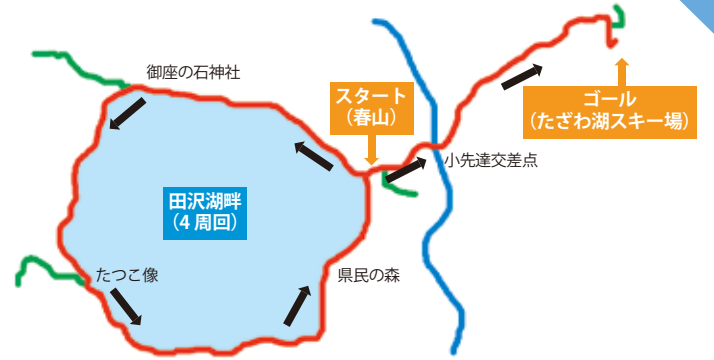 御座の石神社
スタート
（春山）
ゴール
（たざわ湖スキー場）
小先達交差点
田沢湖畔
（4 周回）
たつこ像
県民の森